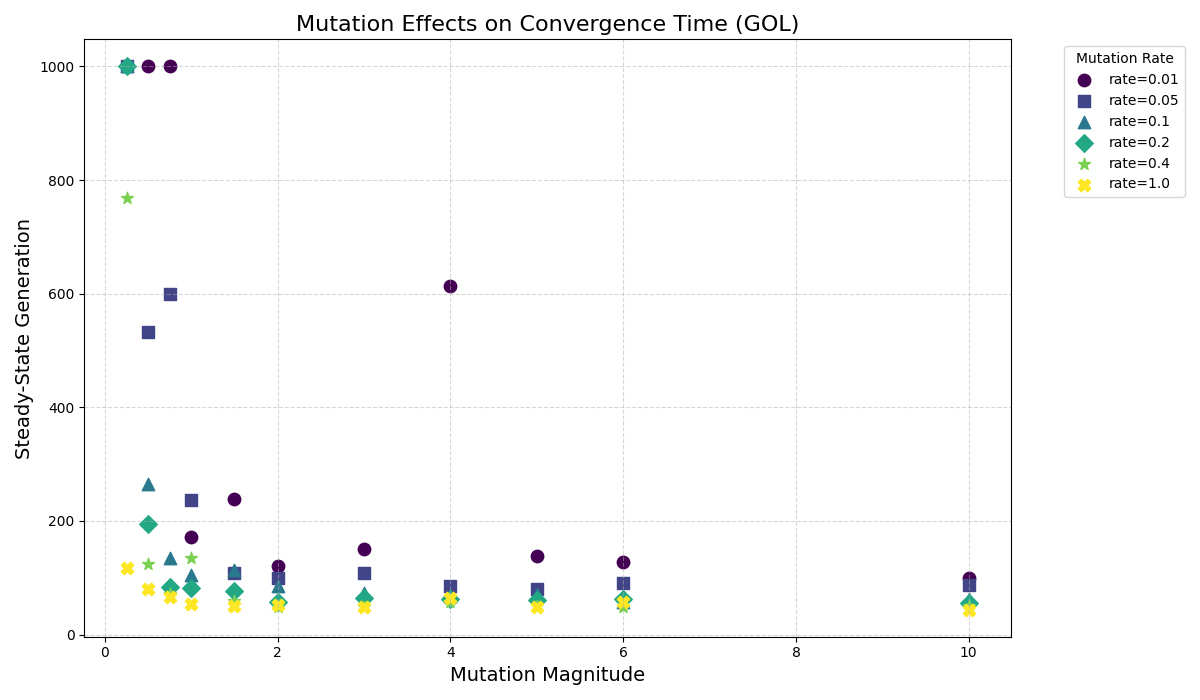 Mutation Effects on Convergence Time (GOL)
Steady-State Generation
1000
800
600
400
200
0
0 2 4 6 8 10
Mutation Magnitude
Mutation Rate
rate=0.01
rate=0.05
rate=0.1
rate=0.2
rate=0.4
rate=1.0